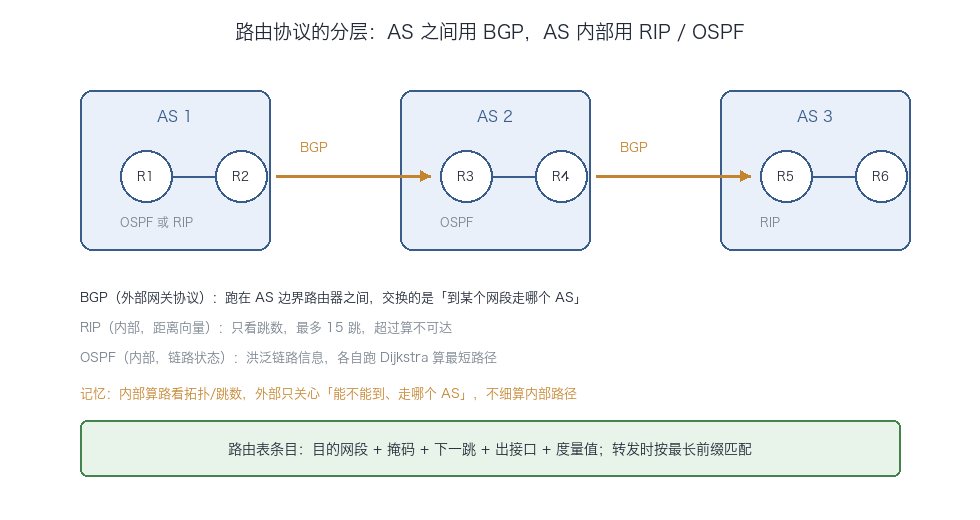 路由协议的分层：AS 之间用 BGP，AS 内部用 RIP / OSPF
AS 1
AS 2
AS 3
BGP
BGP
R1
R2
R3
R4
R5
R6
OSPF 或 RIP
OSPF
RIP
BGP（外部网关协议）：跑在 AS 边界路由器之间，交换的是「到某个网段走哪个 AS」
RIP（内部，距离向量）：只看跳数，最多 15 跳，超过算不可达
OSPF（内部，链路状态）：洪泛链路信息，各自跑 Dijkstra 算最短路径
记忆：内部算路看拓扑/跳数，外部只关心「能不能到、走哪个 AS」，不细算内部路径
路由表条目：目的网段 + 掩码 + 下一跳 + 出接口 + 度量值；转发时按最长前缀匹配